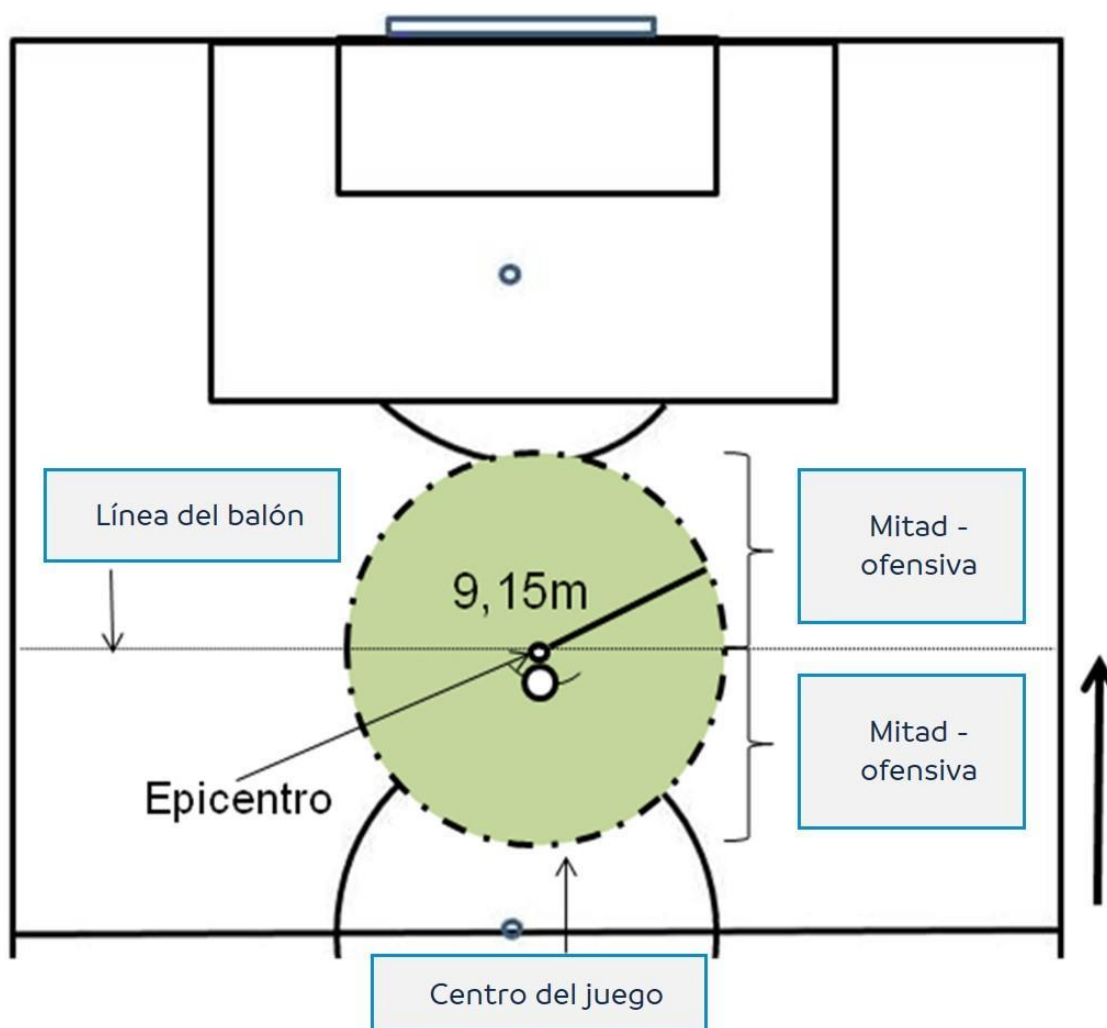 Línea del balón
Mitad -
ofensiva
9,15m
Mitad -
ofensiva
Epicentro
Centro del juego